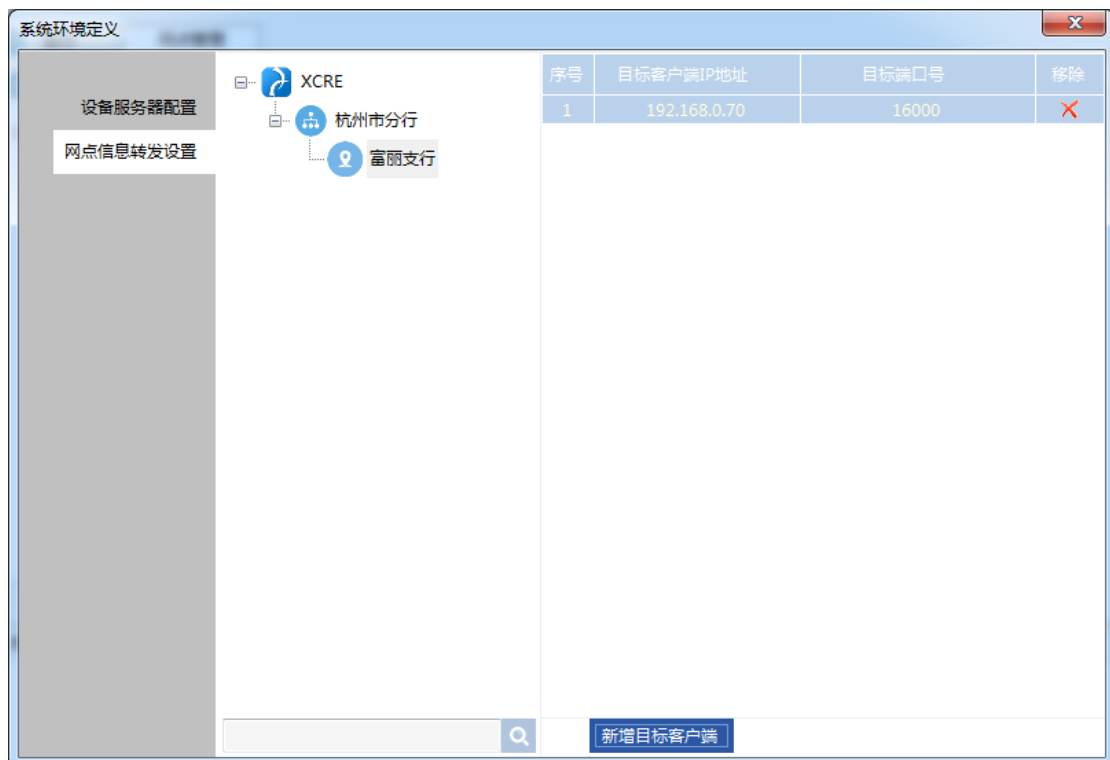 系统环境定义
设备服务器配置
网点信息转发设置
XCRE
杭州市分行
富丽支行
序号 目标客户端IP地址 目标端口号 移除
1 192.168.0.70 16000
新增目标客户端